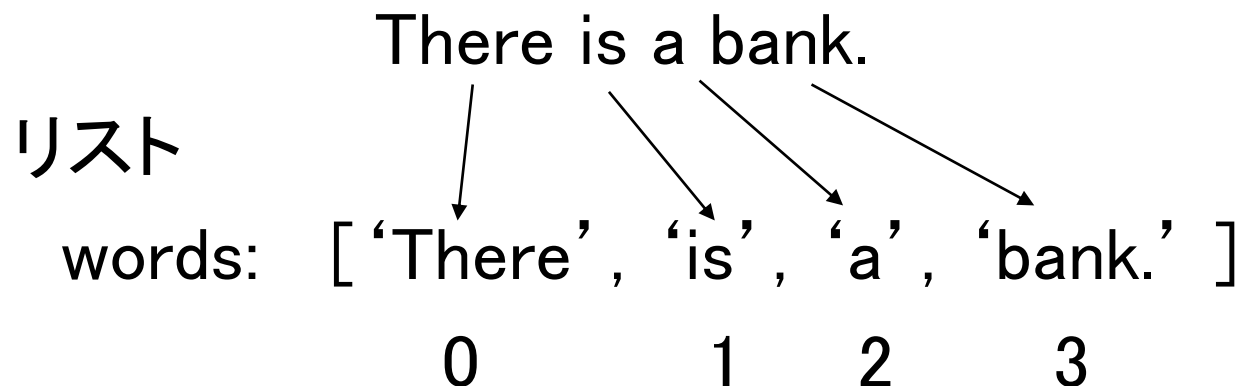 There is a bank.
リスト
words: [‘There’, ‘is’, ‘a’, ‘bank.’ ]
0 1 2 3